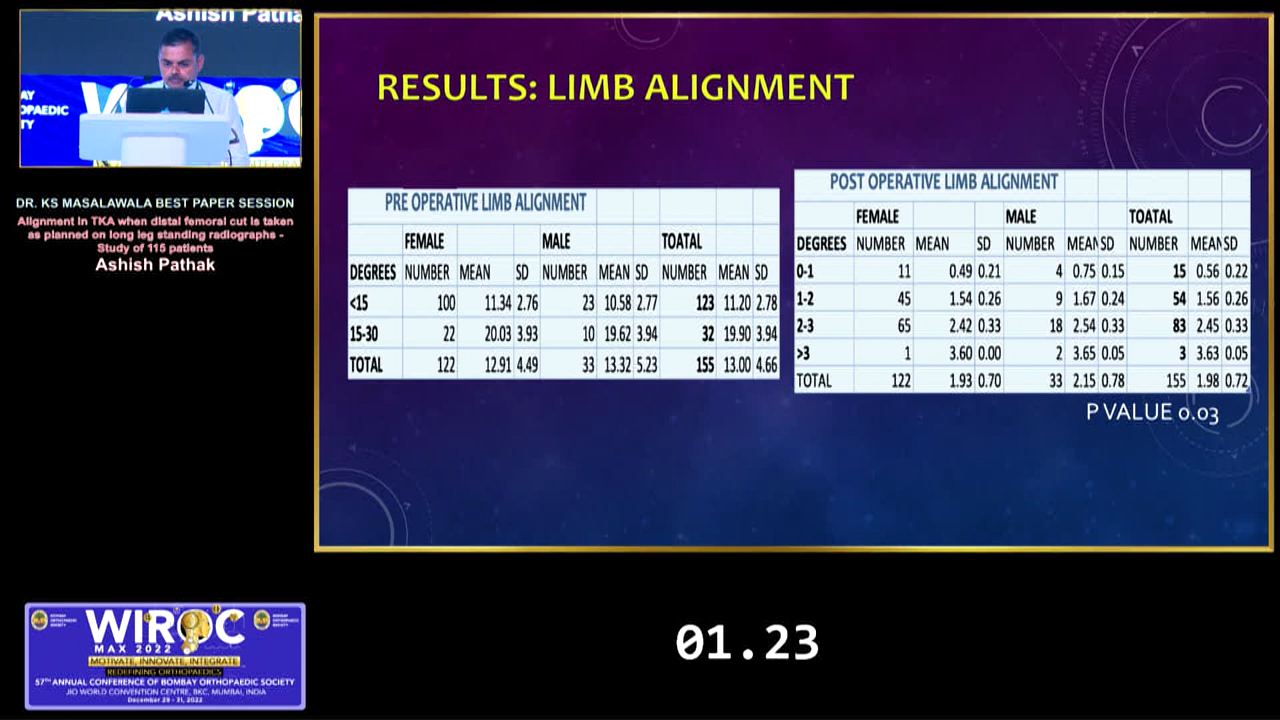 Ashish Patha
AY
OPAEDIC
TY
DR. KS MASALAWALA BEST PAPER SESSION
Alignment in TKA when distal femoral cut is taken
as planned on long leg standing radiographs -
Study of 115 patients
Ashish Pathak
RESULTS: LIMB ALIGNMENT
PRE OPERATIVE LIMB ALIGNMENT
FEMALE MALE TOATAL
DEGREES NUMBER MEAN SD NUMBER MEAN SD NUMBER MEAN SD
<15 100 11.34 2.76 23 10.58 2.77 123 11.20 2.78
15-30 22 20.03 3.93 10 19.62 3.94 32 19.90 3.94
TOTAL 122 12.91 4.49 33 13.32 5.23 155 13.00 4.66
POST OPERATIVE LIMB ALIGNMENT
FEMALE MALE TOATAL
DEGREES NUMBER MEAN SD NUMBER MEAN SD NUMBER MEAN SD
0-1 11 0.49 0.21 4 0.75 0.15 15 0.56 0.22
1-2 45 1.54 0.26 9 1.67 0.24 54 1.56 0.26
2-3 65 2.42 0.33 18 2.54 0.33 83 2.45 0.33
>3 1 3.60 0.00 2 3.65 0.05 3 3.63 0.05
TOTAL 122 1.93 0.70 33 2.15 0.78 155 1.98 0.72
P VALUE 0.03
WIROC
MAX 2022
MOTIVATE, INNOVATE, INTEGRATE
REDEFINING ORTHOPAEDICS
57TH ANNUAL CONFERENCE OF BOMBAY ORTHOPAEDIC SOCIETY
JIO WORLD CONVENTION CENTRE, BKC, MUMBAI, INDIA
December 29 - 31, 2022
01.23